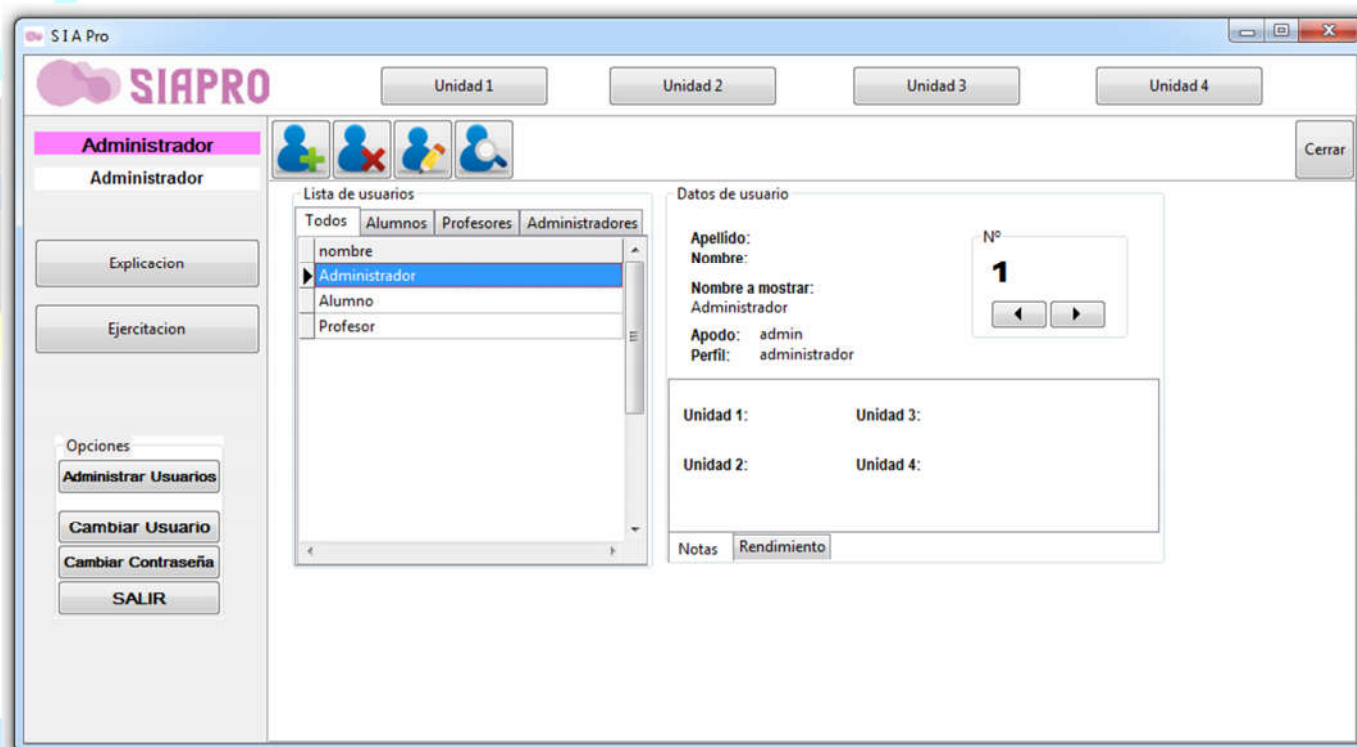 S I A Pro
SIAPRO
Unidad 1
Unidad 2
Unidad 3
Unidad 4
Administrador
Administrador
Cerrar
Explicacion
Ejercitacion
Opciones
Administrar Usuarios
Cambiar Usuario
Cambiar Contraseña
SALIR
Lista de usuarios
Todos Alumnos Profesores Administradores
nombre
Administrador
Alumno
Profesor
Datos de usuario
Apellido:
Nombre:
Nombre a mostrar:
Administrador
Apodo: admin
Perfil: administrador
Nº
1
Unidad 1: Unidad 3:
Unidad 2: Unidad 4:
Notas Rendimiento